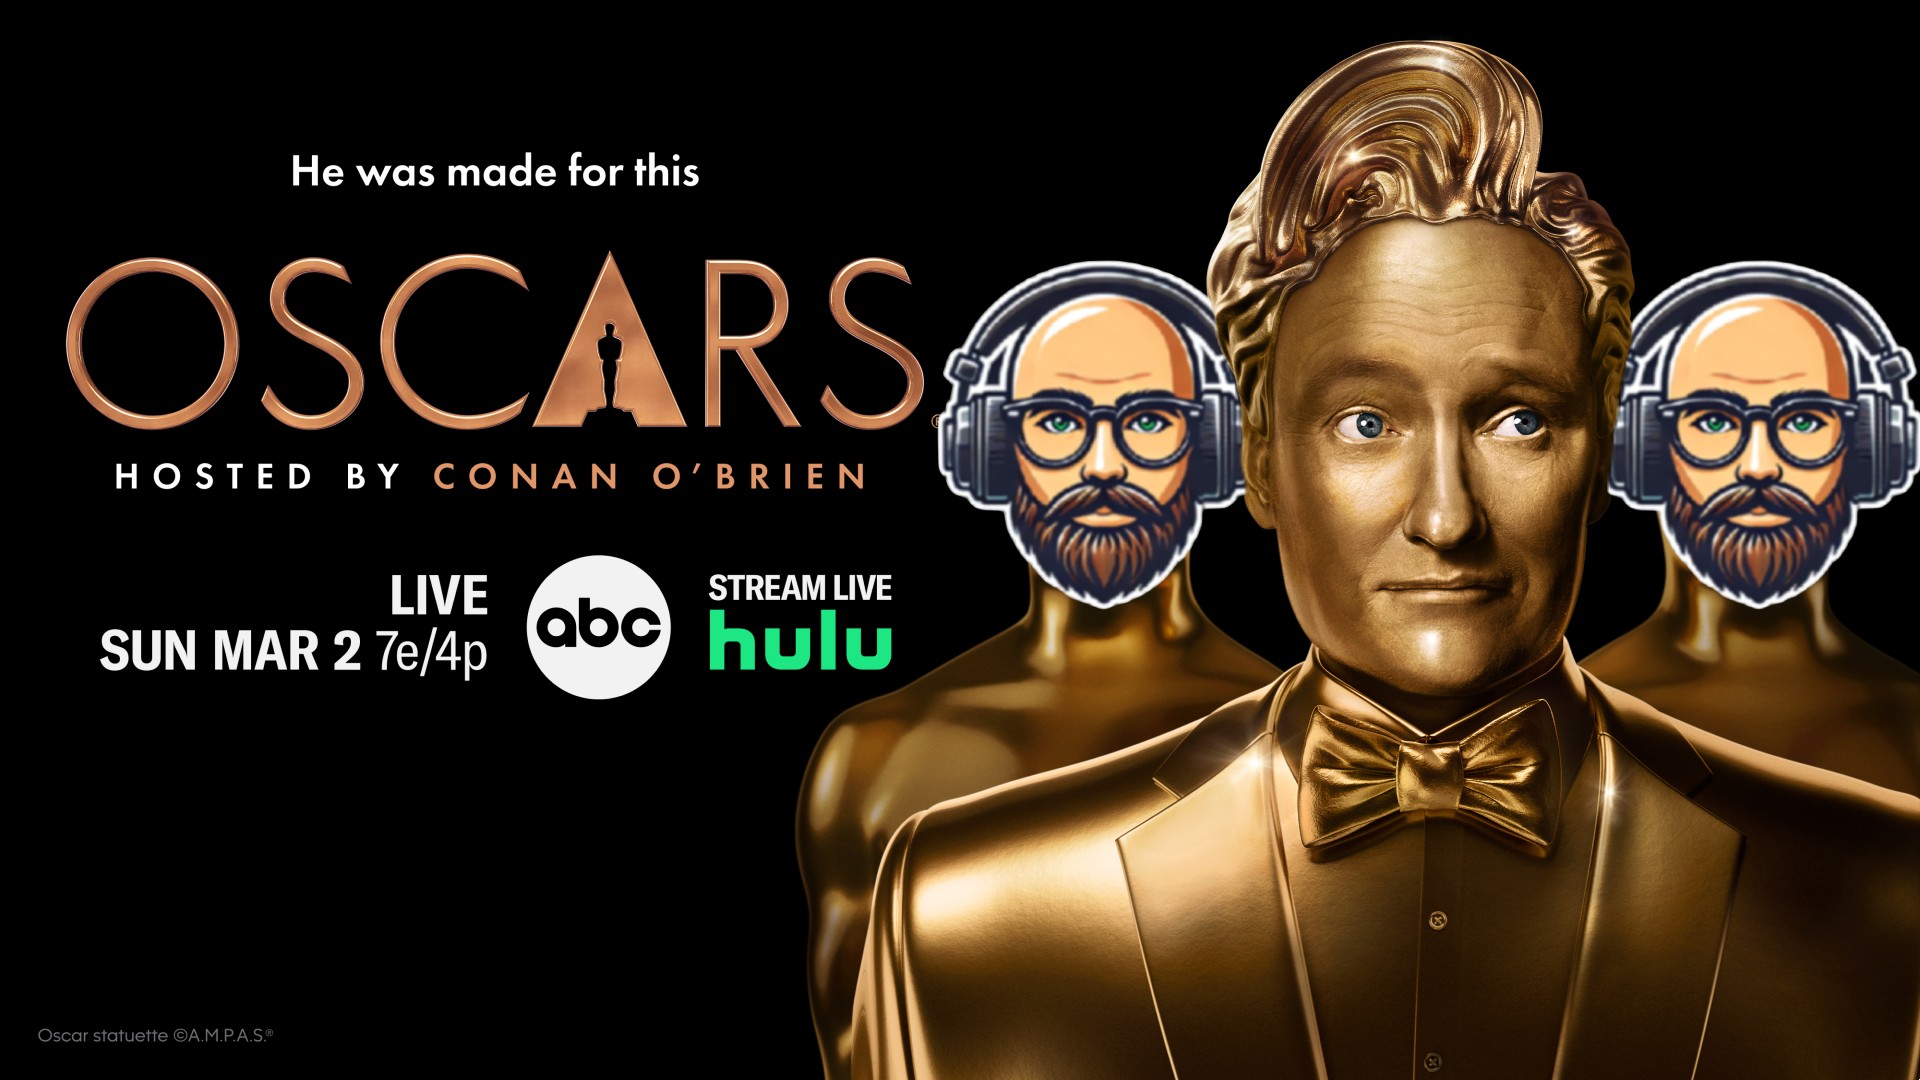 He was made for this
OSCARS®
HOSTED BY CONAN O’BRIEN
LIVE
SUN MAR 2 7e/4p
abc
STREAM LIVE
hulu
Oscar statuette ©A.M.P.A.S.®